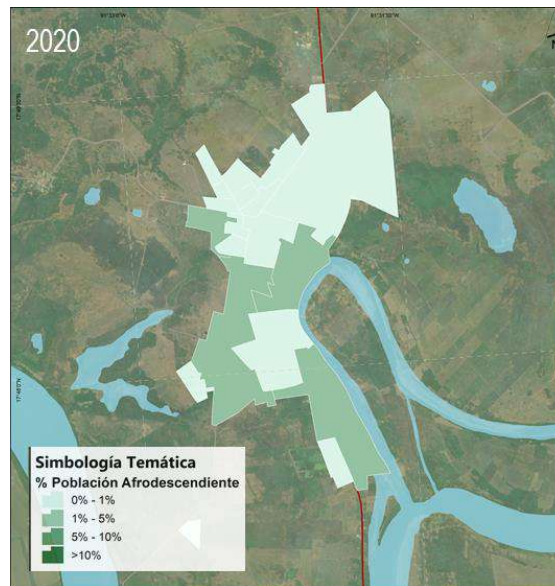 2020
Simbología Temática
% Población Afrodescendiente
0% - 1%
1% - 5%
5% - 10%
>10%